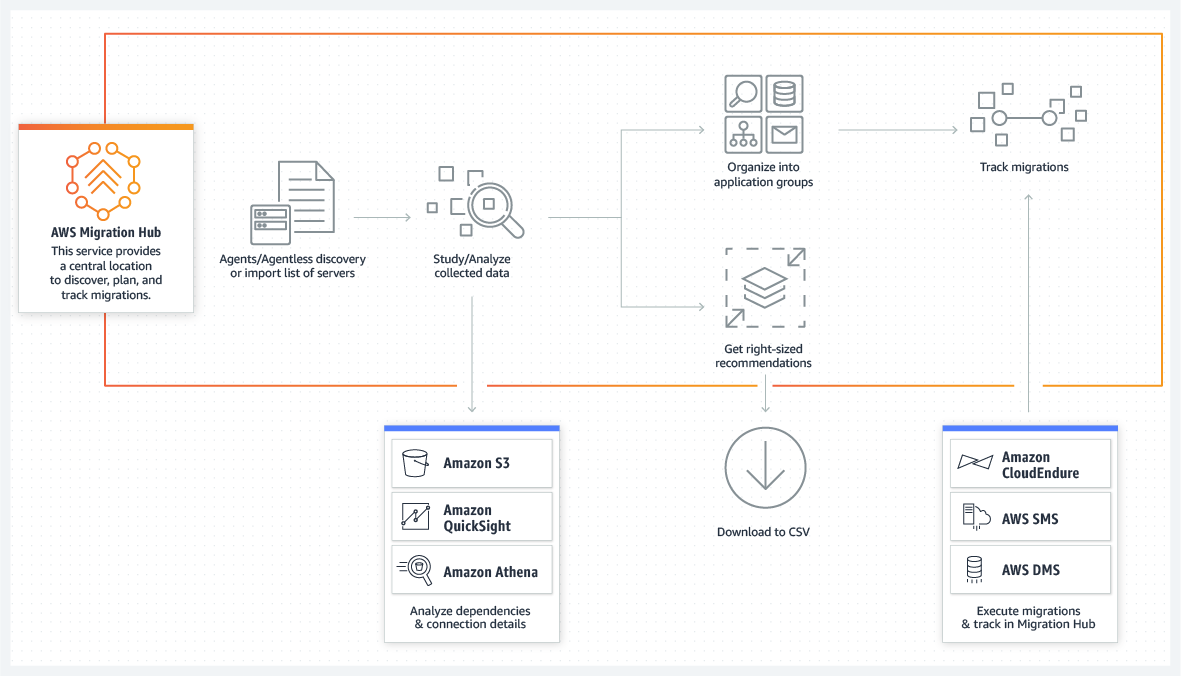 AWS Migration Hub
This service provides
a central location
to discover, plan, and
track migrations.
Agents/Agentless discovery
or import list of servers
Study/Analyze
collected data
Organize into
application groups
Track migrations
Get right-sized
recommendations
Amazon S3
Amazon
QuickSight
Amazon Athena
Analyze dependencies
& connection details
Download to CSV
Amazon
CloudEndure
AWS SMS
AWS DMS
Execute migrations
& track in Migration Hub